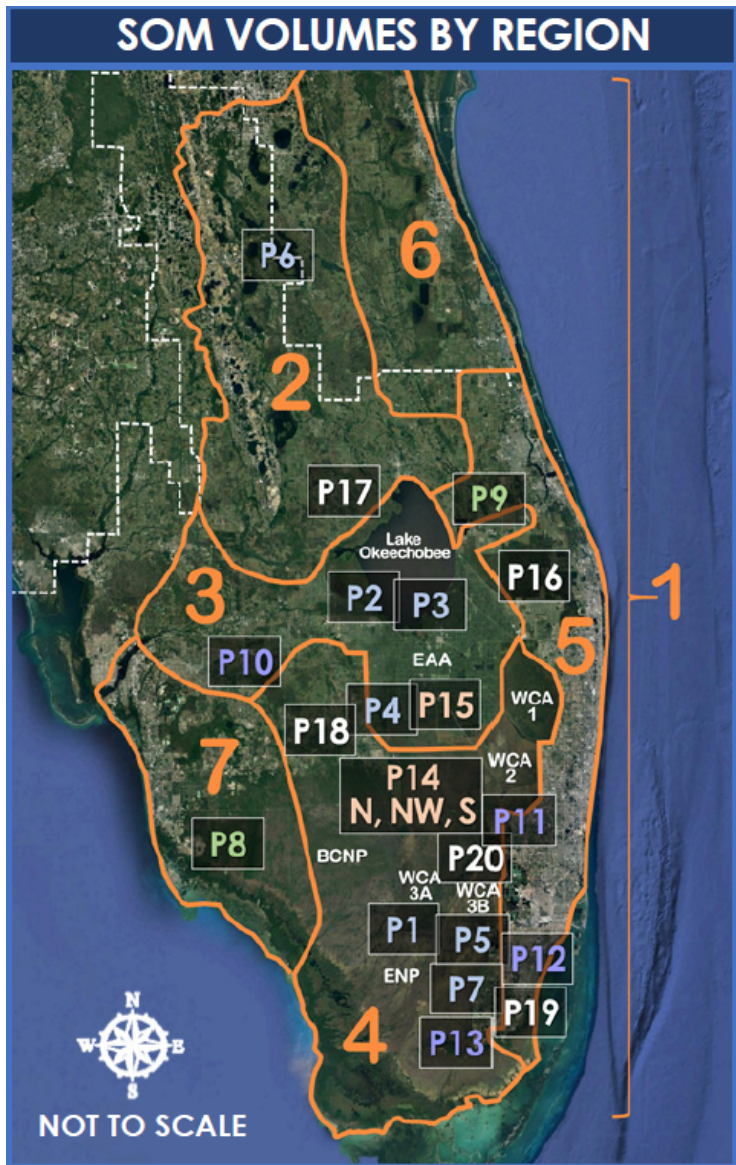 SOM VOLUMES BY REGION
6
P6
2
P17
P9
Lake
Okeechobee
P16
P2
P3
1
3
5
P10
EAA
P4
P15
WCA
1
P18
7
WCA
2
P14
N, NW, S
P11
P8
BCNP
P20
WCA
3A
WCA
3B
P1
P5
P12
ENP
P7
P19
N
W
E
S
4
P13
NOT TO SCALE